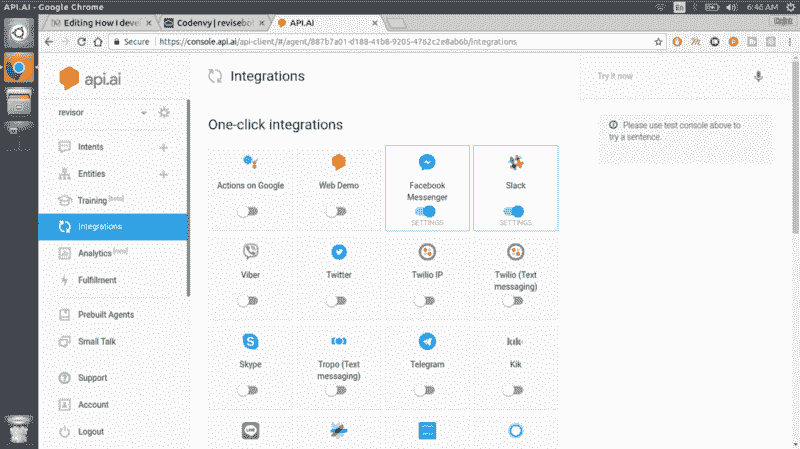 API.AI - Google Chrome
En
6:46 AM
Editing How I devel
Codenvy | revisebo
API.AI
Secure
https://console.api.ai/api-client/#/agent/887b7a01-d188-41b8-9205-4762c2e8ab6b/integrations
api.ai
Integrations
Try it now
revisor
One-click integrations
Please use test console above to
try a sentence.
Intents
Entities
Training [beta]
Integrations
Analytics [new]
Fulfillment
Prebuilt Agents
Small Talk
Support
Account
Logout
Actions on Google
Web Demo
Facebook
Messenger
SETTINGS
Slack
SETTINGS
Viber
Twitter
Twilio IP
Twilio (Text
messaging)
Skype
Tropo (Text
messaging)
Telegram
kik
Kik
LINE